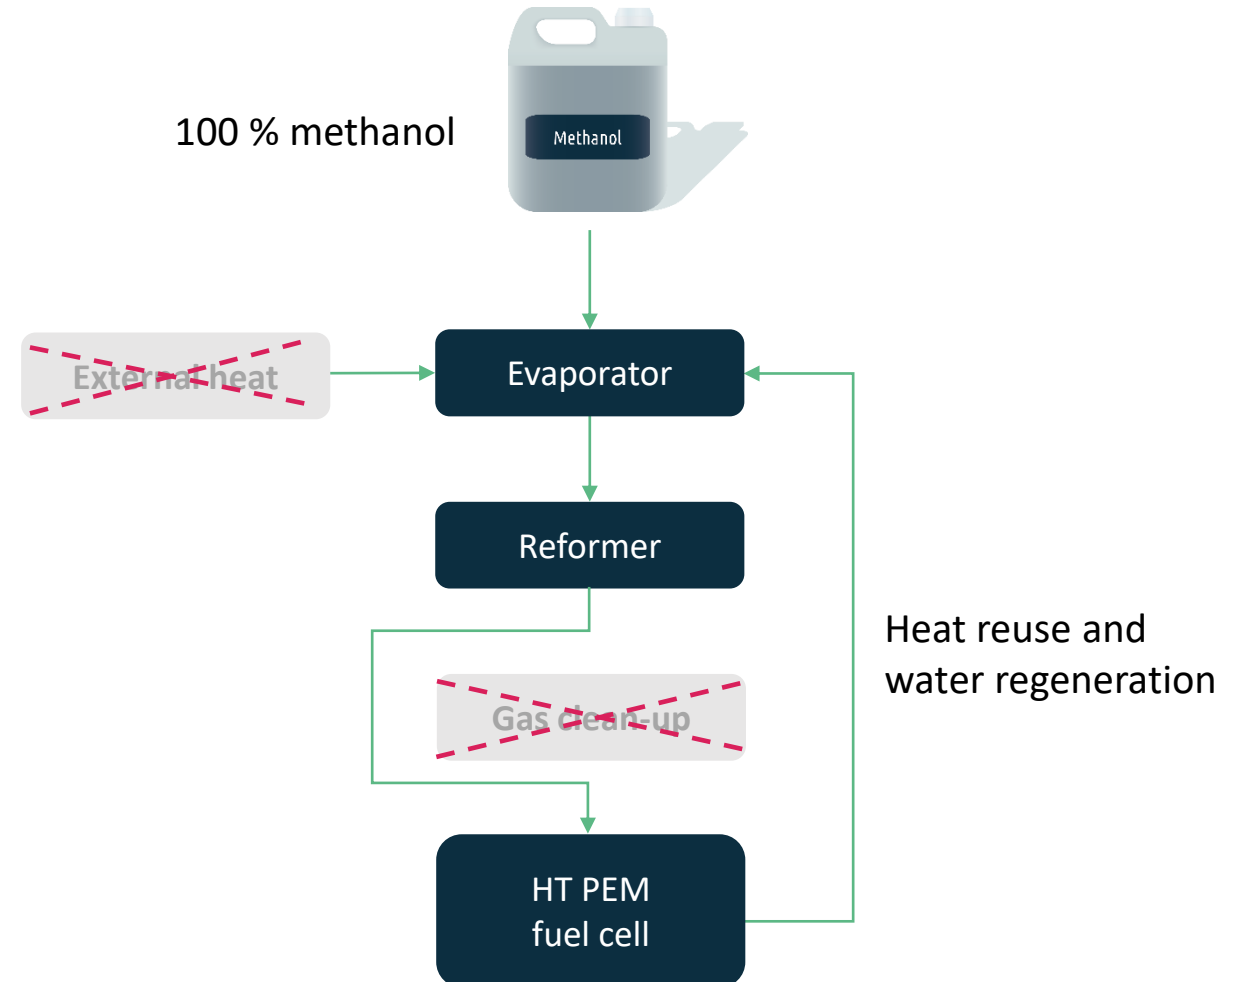 100 % methanol
Methanol
External heat
Evaporator
Reformer
Heat reuse and
water regeneration
Gas clean-up
HT PEM
fuel cell